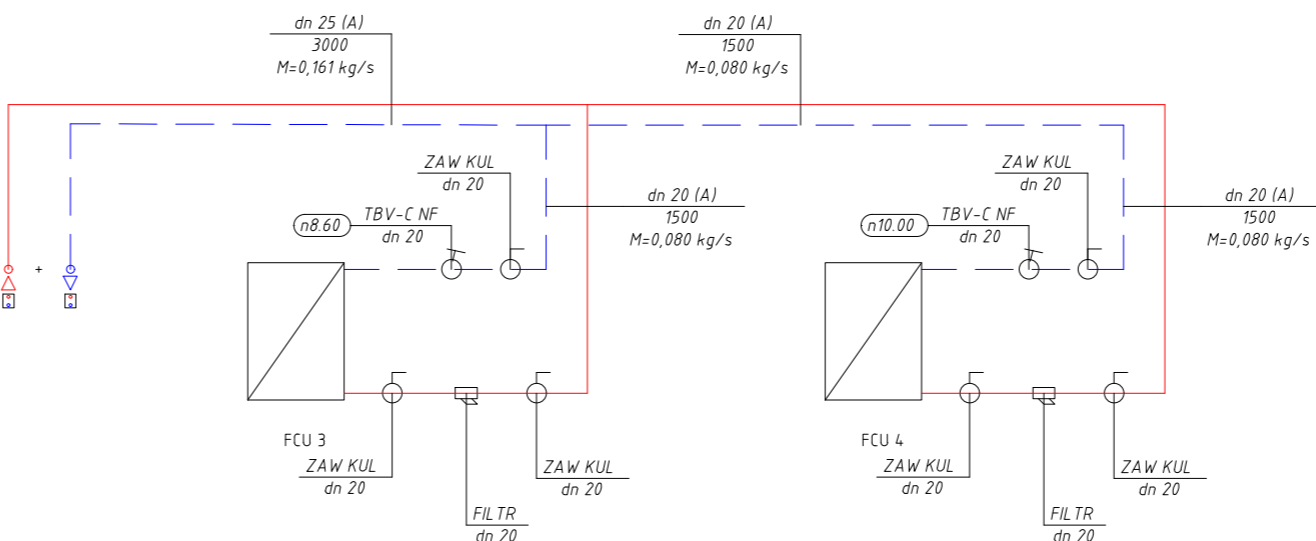 dn 25 (A)
3000
M=0,161 kg/s
dn 20 (A)
1500
M=0,080 kg/s
ZAW KUL
dn 20
ZAW KUL
dn 20
n8.60
TBV-C NF
dn 20
dn 20 (A)
1500
M=0,080 kg/s
n10.00
TBV-C NF
dn 20
dn 20 (A)
1500
M=0,080 kg/s
+
FCU 3
ZAW KUL
dn 20
ZAW KUL
dn 20
FILTR
dn 20
FCU 4
ZAW KUL
dn 20
ZAW KUL
dn 20
FILTR
dn 20